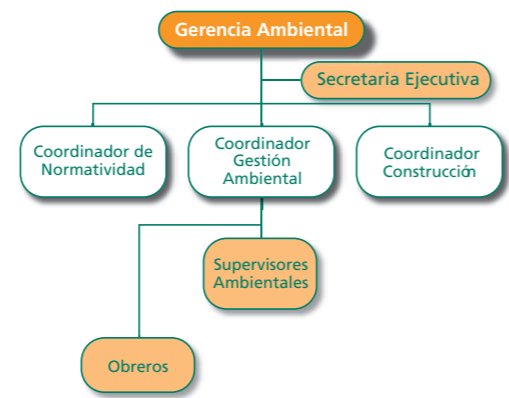 Gerencia Ambiental
Secretaria Ejecutiva
Coordinador de
Normatividad
Coordinador
Gestión
Ambiental
Coordinador
Construcción
Supervisores
Ambientales
Obreros